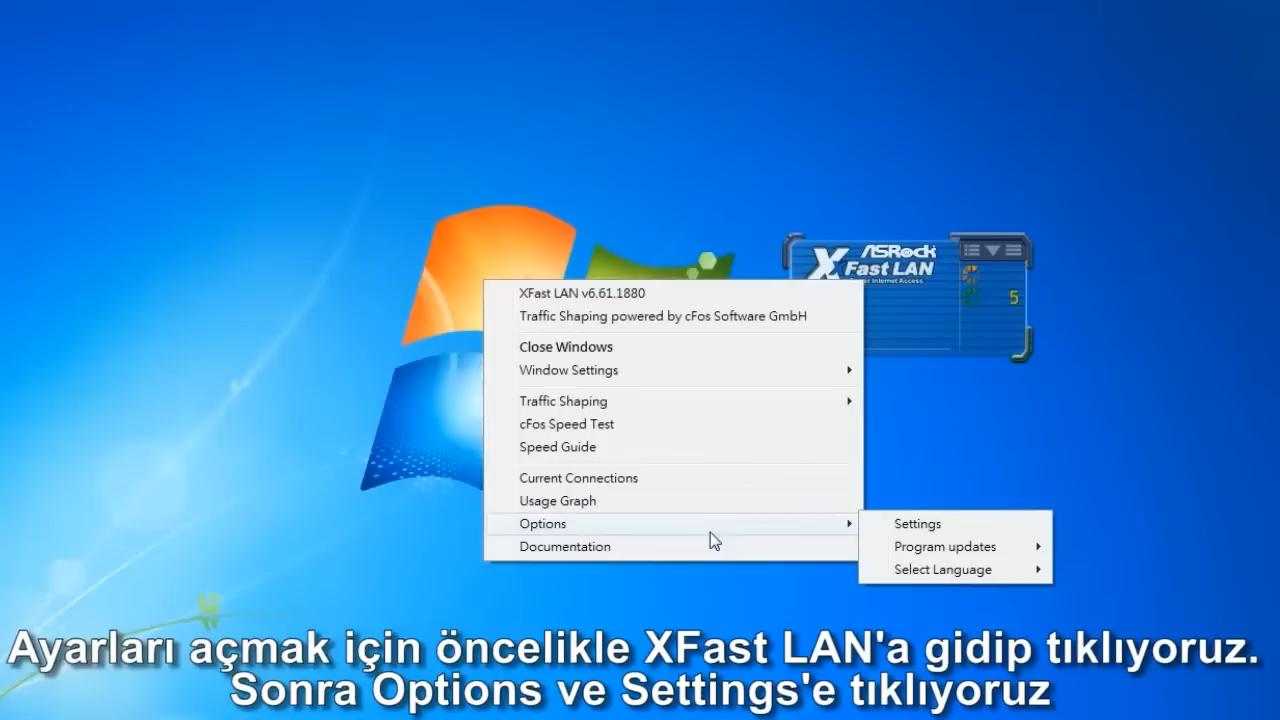 ASRock
XFast LAN
Internet Access
5
XFast LAN v6.61.1880
Traffic Shaping powered by cFos Software GmbH
Close Windows
Window Settings
Traffic Shaping
cFos Speed Test
Speed Guide
Current Connections
Usage Graph
Options
Documentation
Settings
Program updates
Select Language
Ayarları açmak için öncelikle XFast LAN'a gidip tıklıyoruz.
Sonra Options ve Settings'e tıklıyoruz